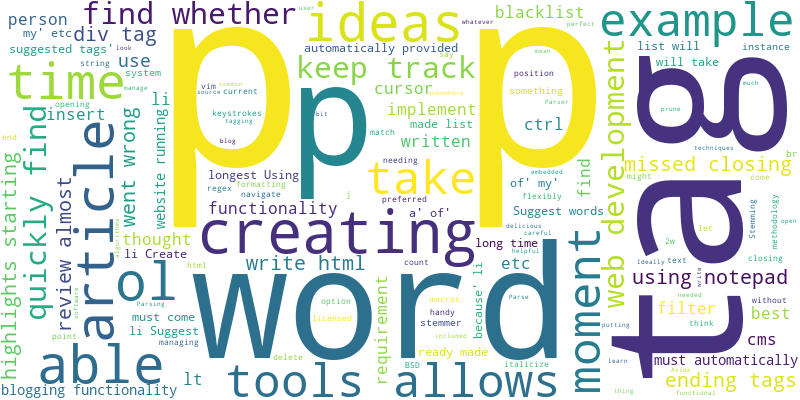 p p
p
word
tag
creating
article
able
take
ideas
example
moment
tools
allows
time
ol
find whether
div tag
person
my' etc
suggested tags'
use
string
system
manage
automatically provided
keep track
cursor
implement
made list
written
match
blacklist
user
whatever
look
perfect
vim
source
current
say
somewhere
mean
Parser
position
something
keystrokes
tagging
common
bit
blog
ctrl
list will
instance
will take
much
prune
web development
missed closing
techniques
br
find
of' my'
flexibly
embedded
needing
preferred
a' of'
Suggest words
delicious
careful
helpful
long time
etc
because' li
requirement
count
j
longest Using
regex
formatting
navigate
functionality
li Create
write html
thought
html
option
licensed
macros
handy
stemmer
included
ready made
BSD
delete
Parse
italicize
li
insert
went wrong
website running
quickly find
highlights starting
review almost
opening
end
must come
li Suggest
managing
Parsing
point
algorithms
software
lt
blogging functionality
might
come
2w
let
Stemming
methodology
open
Ideally
text
closing
write
using notepad
needed
without
filter
think
best
putting
cms
learn
must automatically
Aside
thing
functional
ending tags